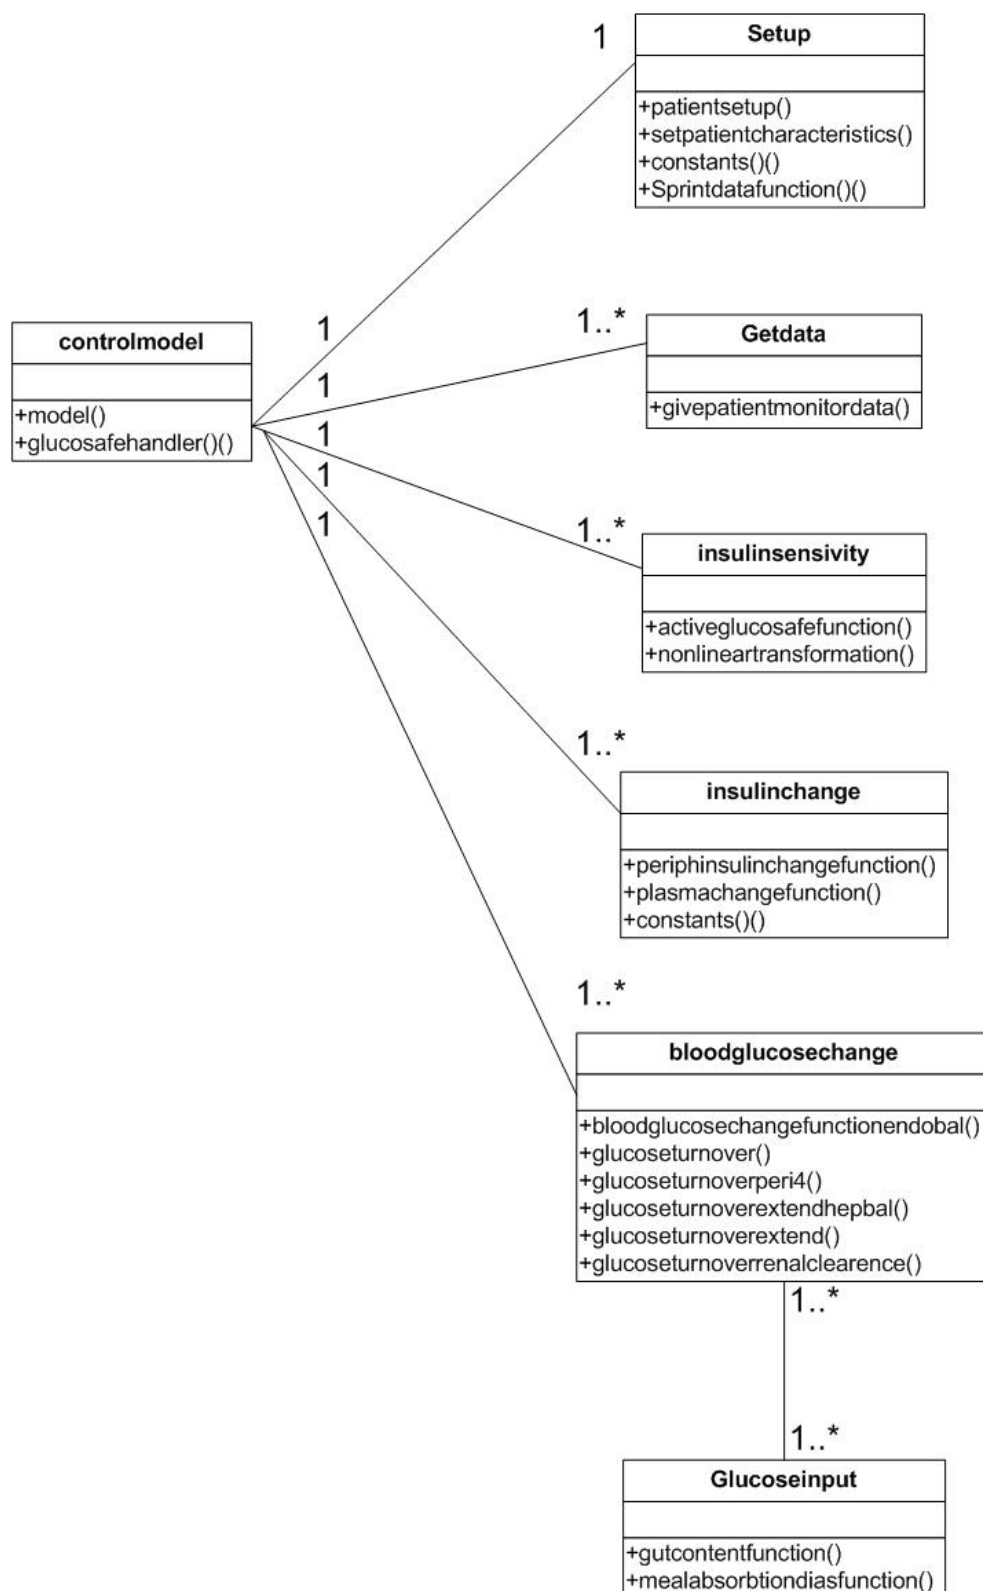 1
Setup
+patientsetup()
+setpatientcharacteristics()
+constants()()
+Sprintdatafunction()()
controlmodel
+model()
+glucosafehandler()()
1
1
1
1
1
1..*
Getdata
+givepatientmonitordata()
1..*
insulinsensivity
+activeglucosafefunction()
+nonlineartransformation()
1..*
insulinchange
+periphinsulinchangefunction()
+plasmachangefunction()
+constants()()
1..*
bloodglucosechange
+bloodglucosechangefunctionendobal()
+glucoseturnover()
+glucoseturnoverperi4()
+glucoseturnoverextendhepbal()
+glucoseturnoverextend()
+glucoseturnoverrenalclearence()
1..*
1..*
Glucoseinput
+gutcontentfunction()
+mealabsorbtiondiasfunction()